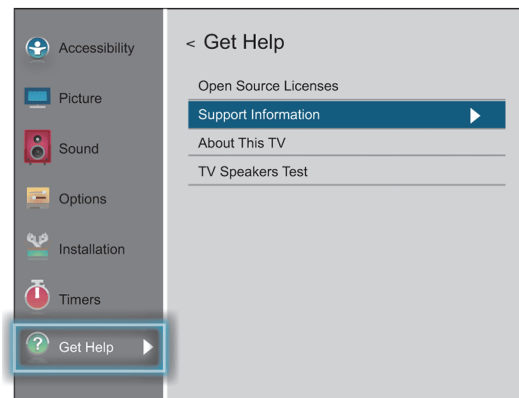 Accessibility
Picture
Sound
Options
Installation
Timers
? Get Help
< Get Help
Open Source Licenses
Support Information
About This TV
TV Speakers Test